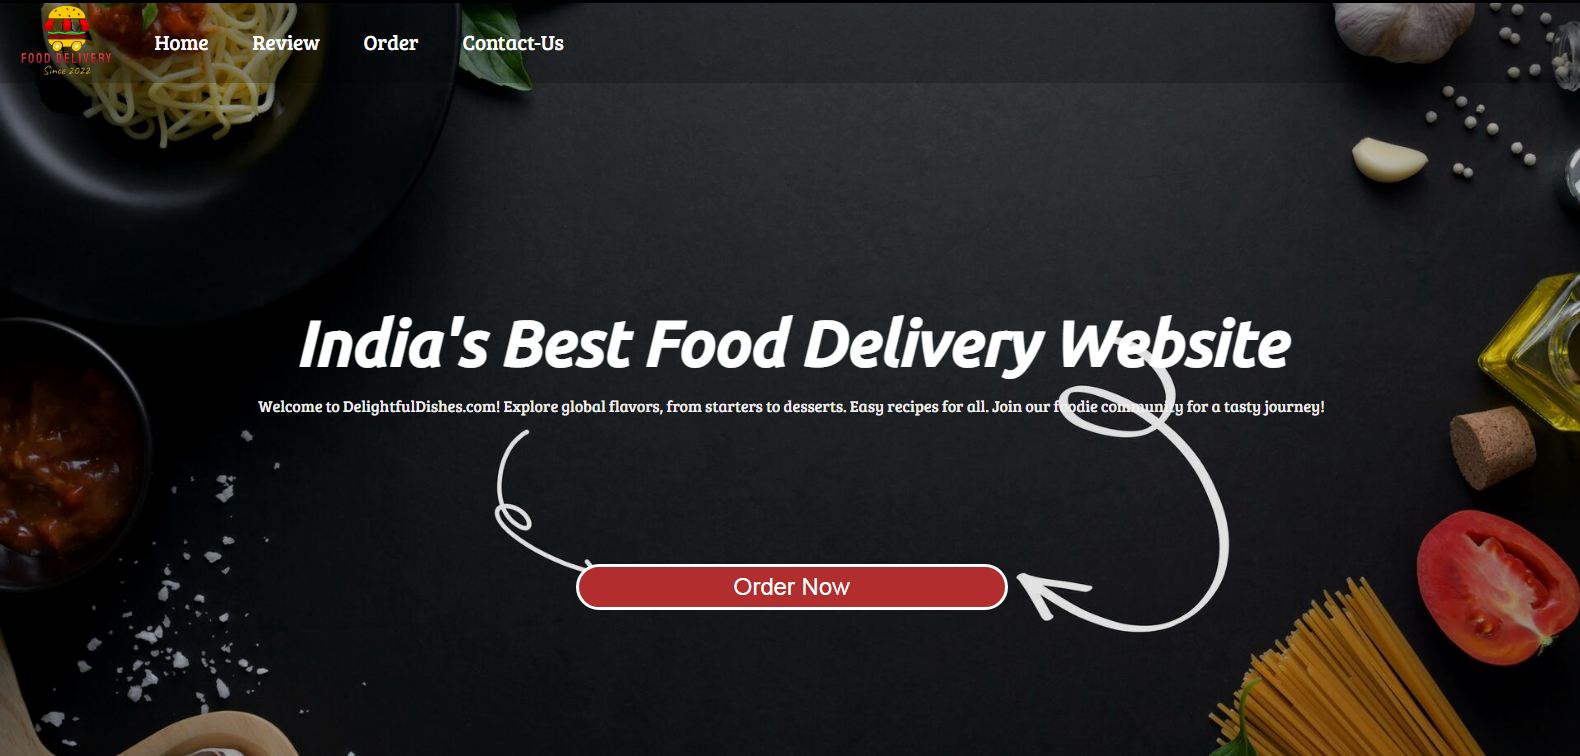 FOOD DELIVERY
Since 2022
Home Review Order Contact-Us
India's Best Food Delivery Website
Welcome to DelightfulDishes.com! Explore global flavors, from starters to desserts. Easy recipes for all. Join our foodie community for a tasty journey!
Order Now